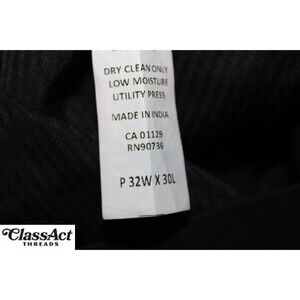 DRY CLEAN ONLY
LOW MOISTURE
UTILITY PRESS
MADE IN INDIA
CA 01129
RN90736
P 32W X 30L
ClassAct
THREADS